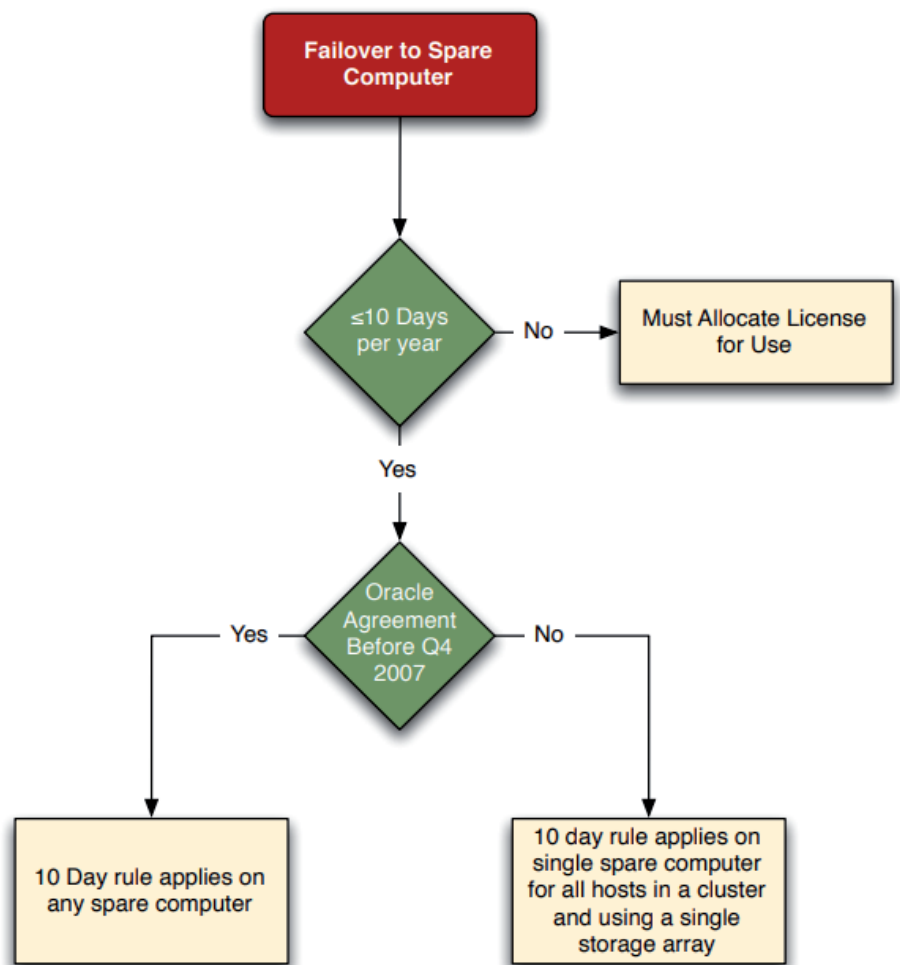 Failover to Spare
Computer
≤10 Days
per year
No
Must Allocate License
for Use
Yes
Oracle
Agreement
Before Q4
2007
Yes
No
10 Day rule applies on
any spare computer
10 day rule applies on
single spare computer
for all hosts in a cluster
and using a single
storage array